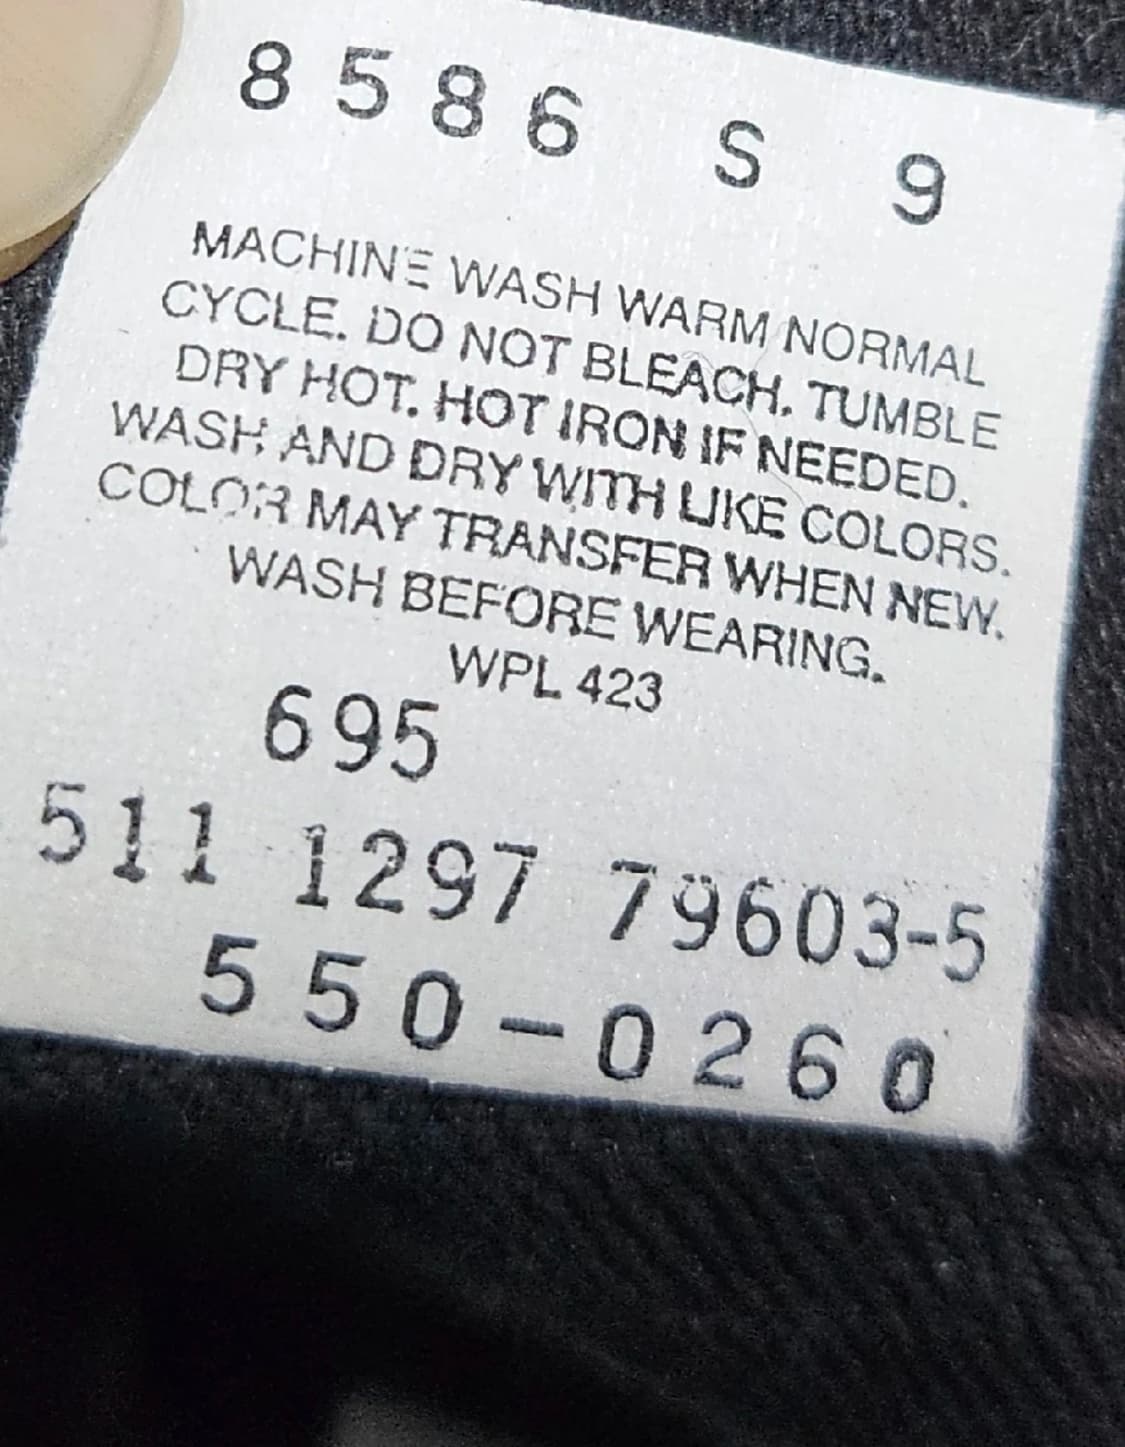 8586 S 9
MACHINE WASH WARM NORMAL
CYCLE. DO NOT BLEACH. TUMBLE
DRY HOT. HOT IRON IF NEEDED.
WASH AND DRY WITH LIKE COLORS.
COLOR MAY TRANSFER WHEN NEW.
WASH BEFORE WEARING.
WPL 423
695
511 1297 79603-5
550-0260